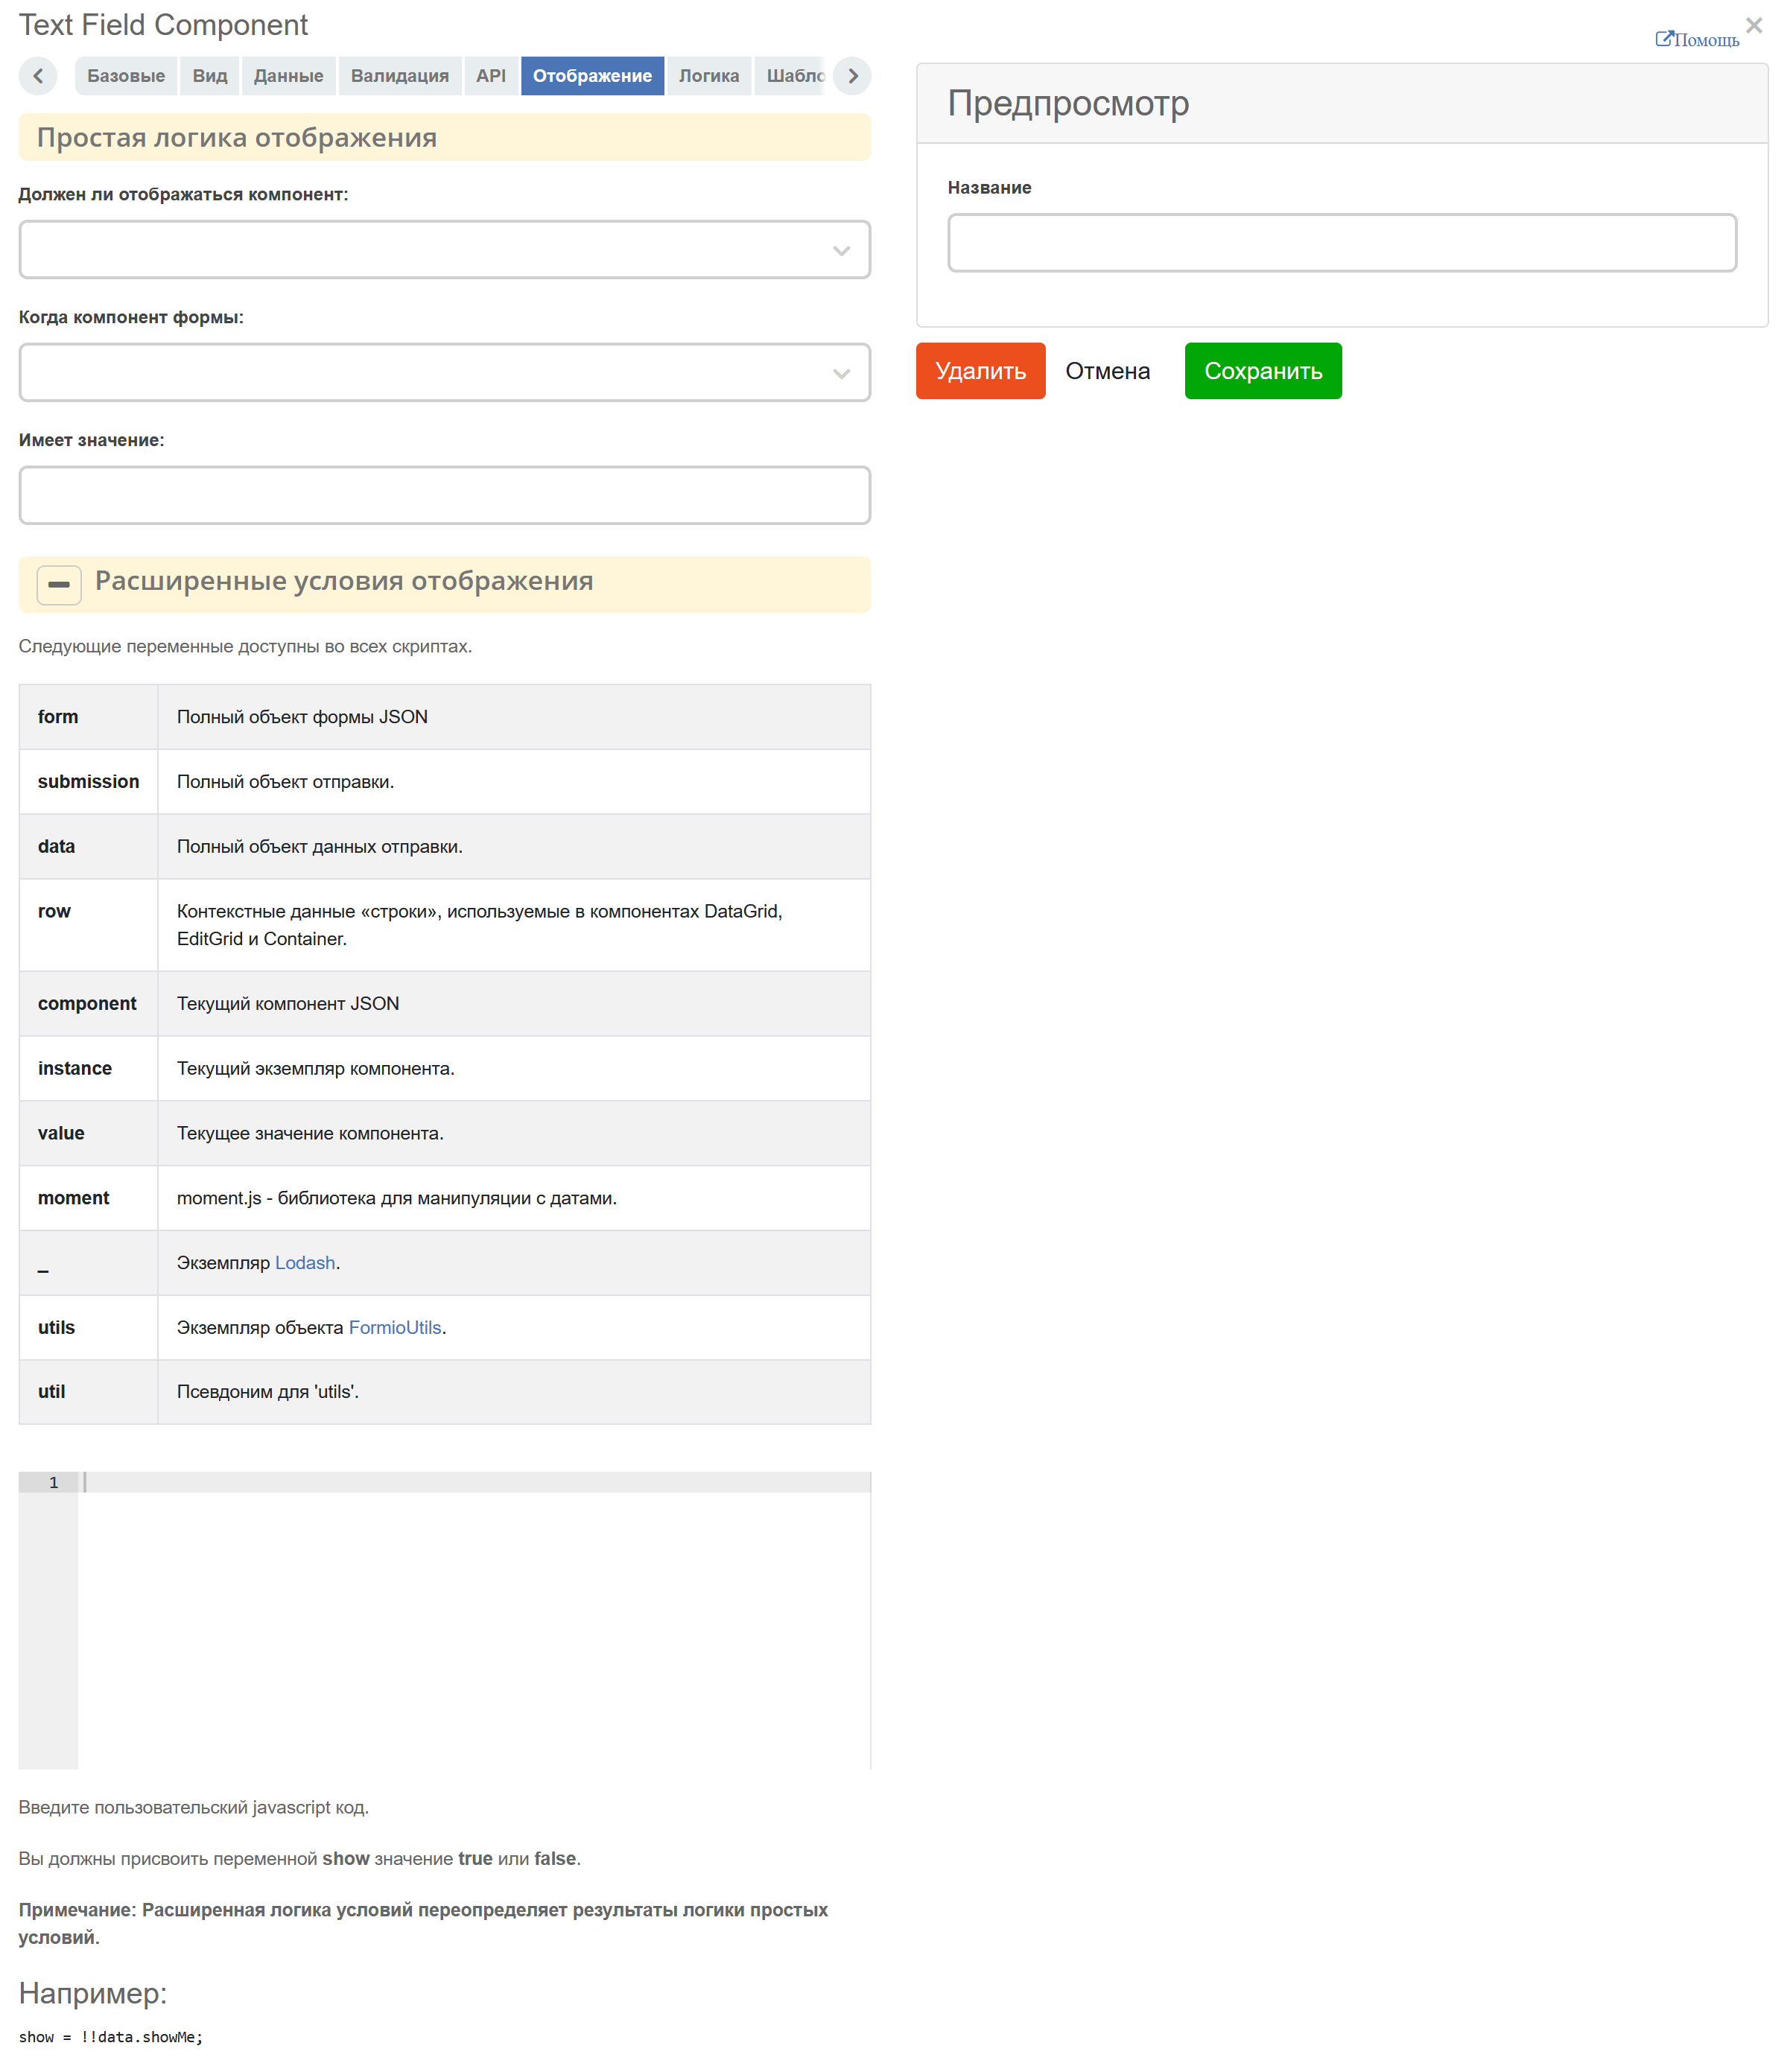 Text Field Component
Помощь
Базовые Вид Данные Валидация API Отображение Логика Шабло
Простая логика отображения
Должен ли отображаться компонент:
Когда компонент формы:
Имеет значение:
Расширенные условия отображения
Следующие переменные доступны во всех скриптах.
form Полный объект формы JSON
submission Полный объект отправки.
data Полный объект данных отправки.
row Контекстные данные «строки», используемые в компонентах DataGrid,
EditGrid и Container.
component Текущий компонент JSON
instance Текущий экземпляр компонента.
value Текущее значение компонента.
moment moment.js - библиотека для манипуляции с датами.
_ Экземпляр Lodash.
utils Экземпляр объекта FormioUtils.
util Псевдоним для 'utils'.
1
Введите пользовательский javascript код.
Вы должны присвоить переменной show значение true или false.
Примечание: Расширенная логика условий переопределяет результаты логики простых
условий.
Например:
show = !!data.showMe;
Предпросмотр
Название
Удалить Отмена Сохранить